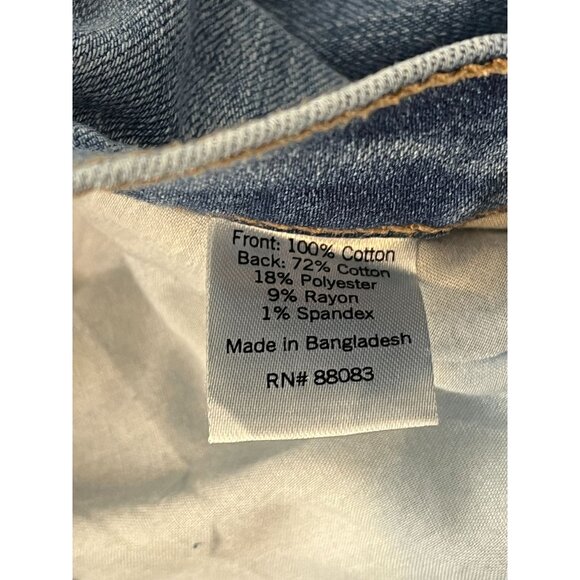 Front: 100% Cotton
Back: 72% Cotton
18% Polyester
9% Rayon
1% Spandex
Made in Bangladesh
RN# 88083